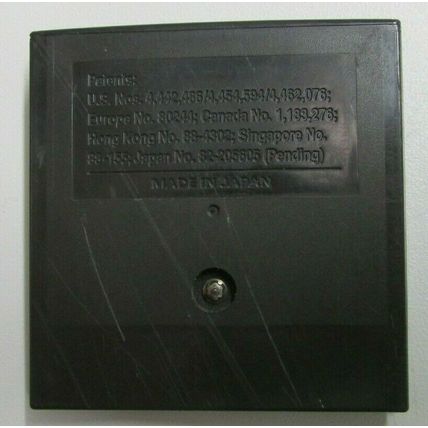 Patents:
U.S. Nos. 4,442,486/4,454,594/4,462,076;
Europe No. 80244; Canada No. 1,183,276;
Hong Kong No. 88-4302; Singapore No.
88-155; Japan No. 82-205605 (Pending)
MADE IN JAPAN